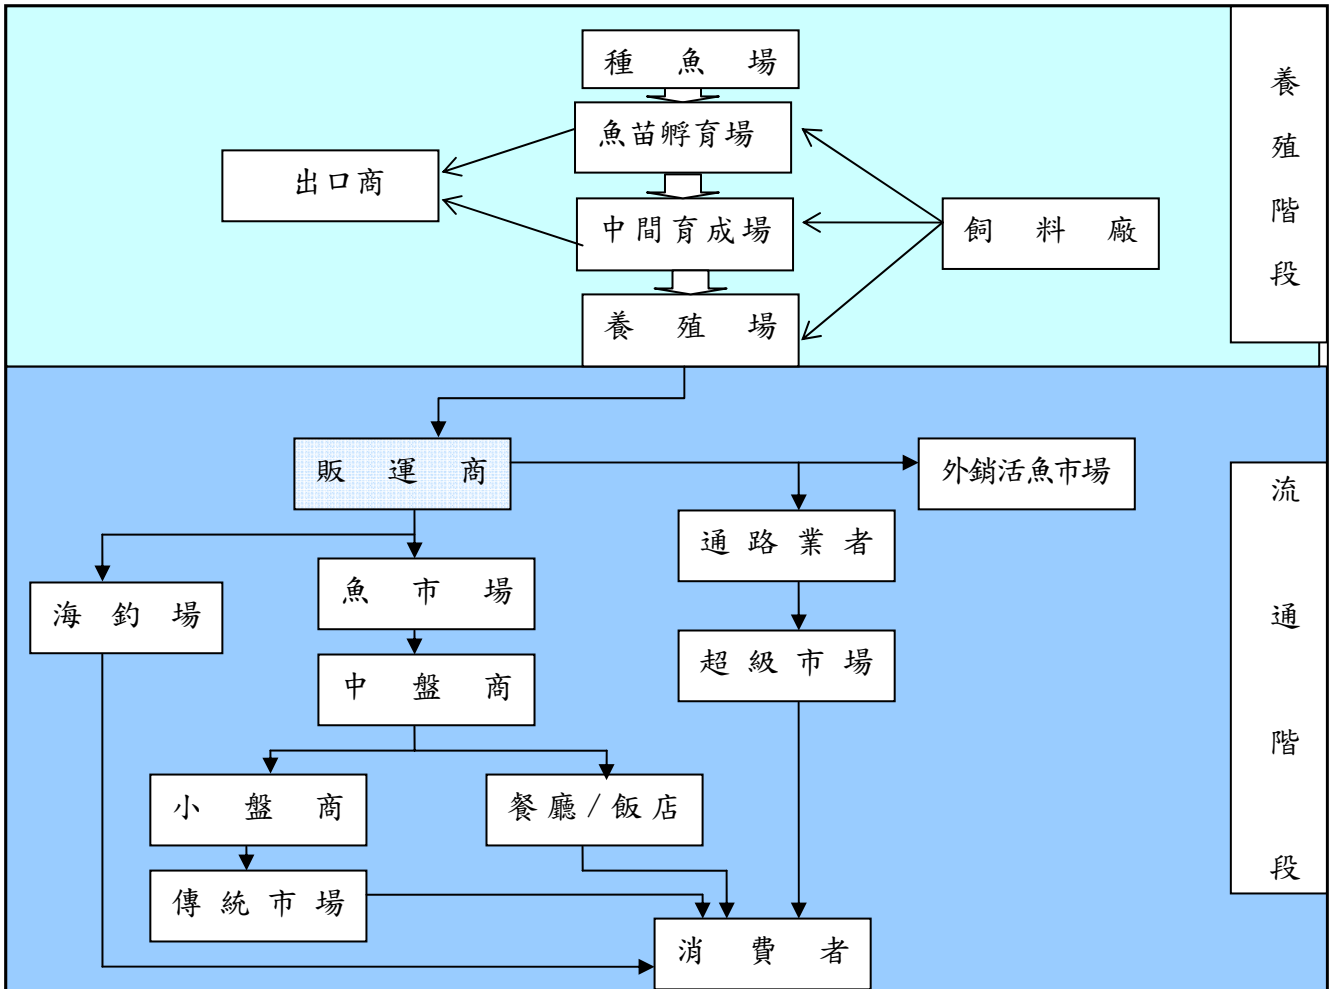 種魚場
魚苗孵育場
出口商
中間育成場
飼料廠
養殖場
養殖階段
販運商
外銷活魚市場
通路業者
海釣場
魚市場
超級市場
中盤商
小盤商
餐廳/飯店
傳統市場
消費者
流通階段